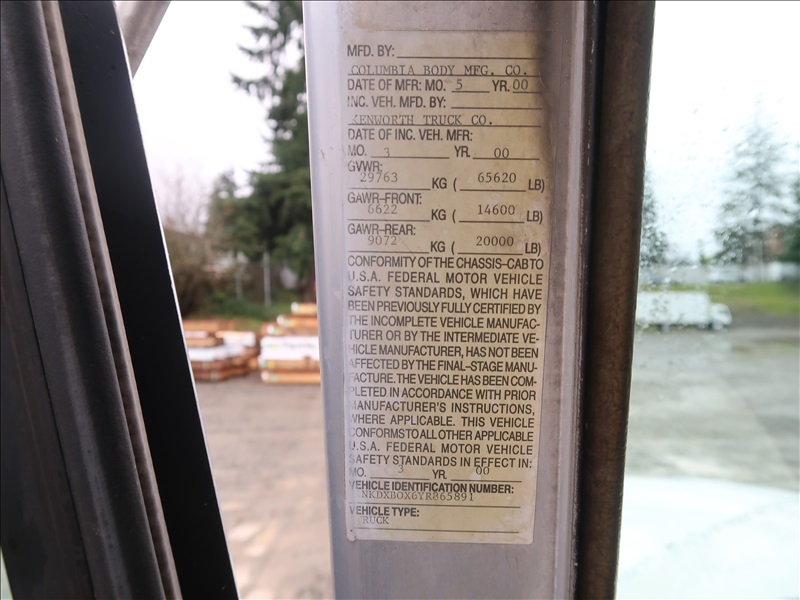 MFD. BY:
COLUMBIA BODY MFG. CO.
DATE OF MFR: MO. 5 YR. 00
INC. VEH. MFD. BY:
KENWORTH TRUCK CO.
DATE OF INC. VEH. MFR:
MO. 3 YR. 00
GVWR:
29763 KG ( 65620 LB)
GAWR–FRONT:
6622 KG ( 14600 LB)
GAWR–REAR:
9072 KG ( 20000 LB)
CONFORMITY OF THE CHASSIS–CAB TO
U.S.A. FEDERAL MOTOR VEHICLE
SAFETY STANDARDS, WHICH HAVE
BEEN PREVIOUSLY FULLY CERTIFIED BY
THE INCOMPLETE VEHICLE MANUFAC-
TURER OR BY THE INTERMEDIATE VE-
HICLE MANUFACTURER, HAS NOT BEEN
AFFECTED BY THE FINAL–STAGE MANU-
FACTURE. THE VEHICLE HAS BEEN COM-
PLETED IN ACCORDANCE WITH PRIOR
MANUFACTURER'S INSTRUCTIONS,
WHERE APPLICABLE. THIS VEHICLE
CONFORMS TO ALL OTHER APPLICABLE
U.S.A. FEDERAL MOTOR VEHICLE
SAFETY STANDARDS IN EFFECT IN:
MO. 3 YR. 00
VEHICLE IDENTIFICATION NUMBER:
NKDXBOX6YR865891
VEHICLE TYPE:
TRUCK